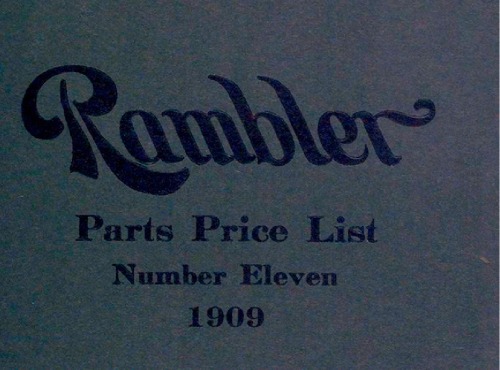 Rambler
Parts Price List
Number Eleven
1909